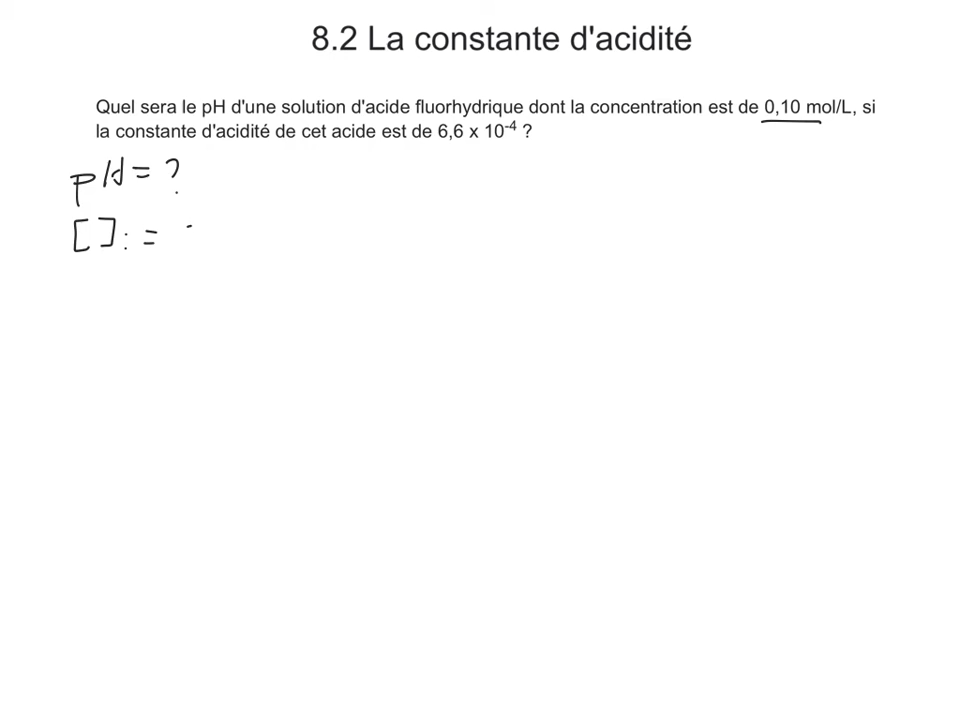 8.2 La constante d'acidité
Quel sera le pH d'une solution d'acide fluorhydrique dont la concentration est de 0,10 mol/L, si
la constante d'acidité de cet acide est de 6,6 x 10⁻⁴ ?
pH = ?
[ ]i =